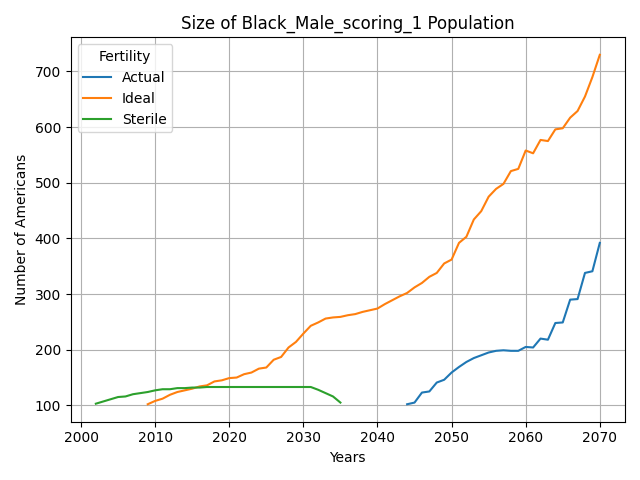 Size of Black_Male_scoring_1 Population
Fertility
Actual
Ideal
Sterile
Number of Americans
700
600
500
400
300
200
100
2000 2010 2020 2030 2040 2050 2060 2070
Years